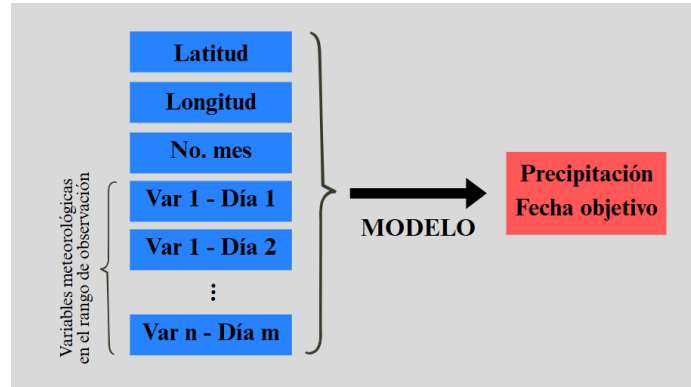 Latitud
Longitud
No. mes
Var 1 - Día 1
Var 1 - Día 2
⋮
Var n - Día m
Variables meteorológicas
en el rango de observación
MODELO
Precipitación
Fecha objetivo